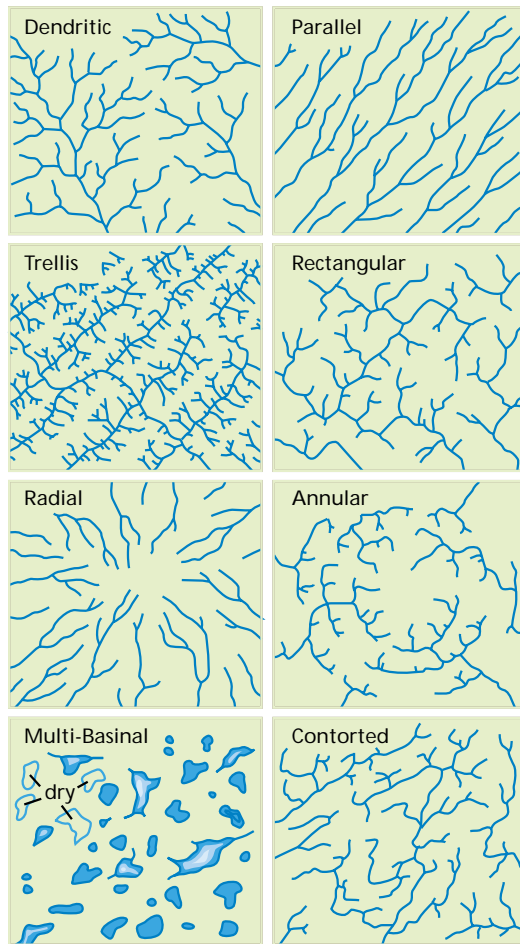 Dendritic
Parallel
Trellis
Rectangular
Radial
Annular
Multi-Basinal
dry
Contorted